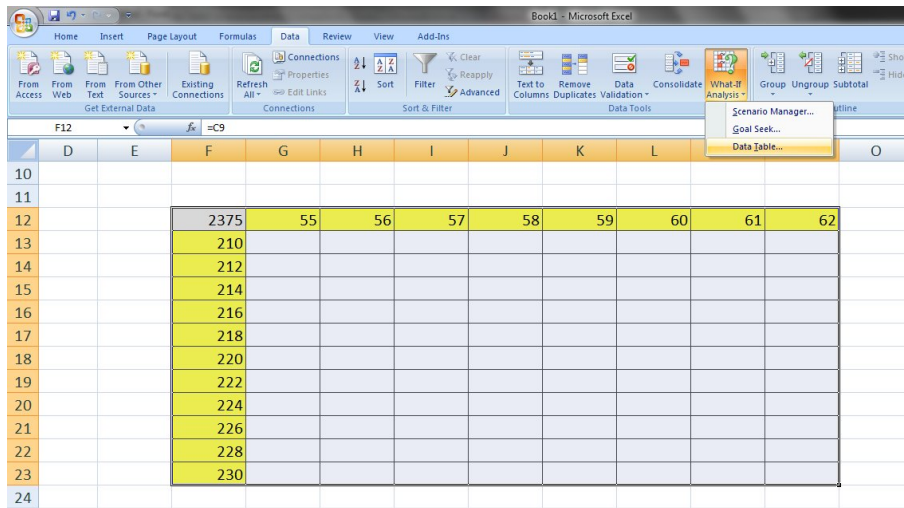 Book1 - Microsoft Excel
Home Insert Page Layout Formulas Data Review View Add-Ins
From Access
From Web
From Text
From Other Sources
Existing Connections
Get External Data
Refresh All
Connections
Properties
Edit Links
Connections
Sort
Filter
Clear
Reapply
Advanced
Sort & Filter
Text to Columns
Remove Duplicates
Data Validation
Consolidate
What-If Analysis
Data Tools
Group
Ungroup
Subtotal
Scenario Manager...
Goal Seek...
Data Table...
F12 fx =C9
D E F G H I J K L O
10
11
12 2375 55 56 57 58 59 60 61 62
13 210
14 212
15 214
16 216
17 218
18 220
19 222
20 224
21 226
22 228
23 230
24